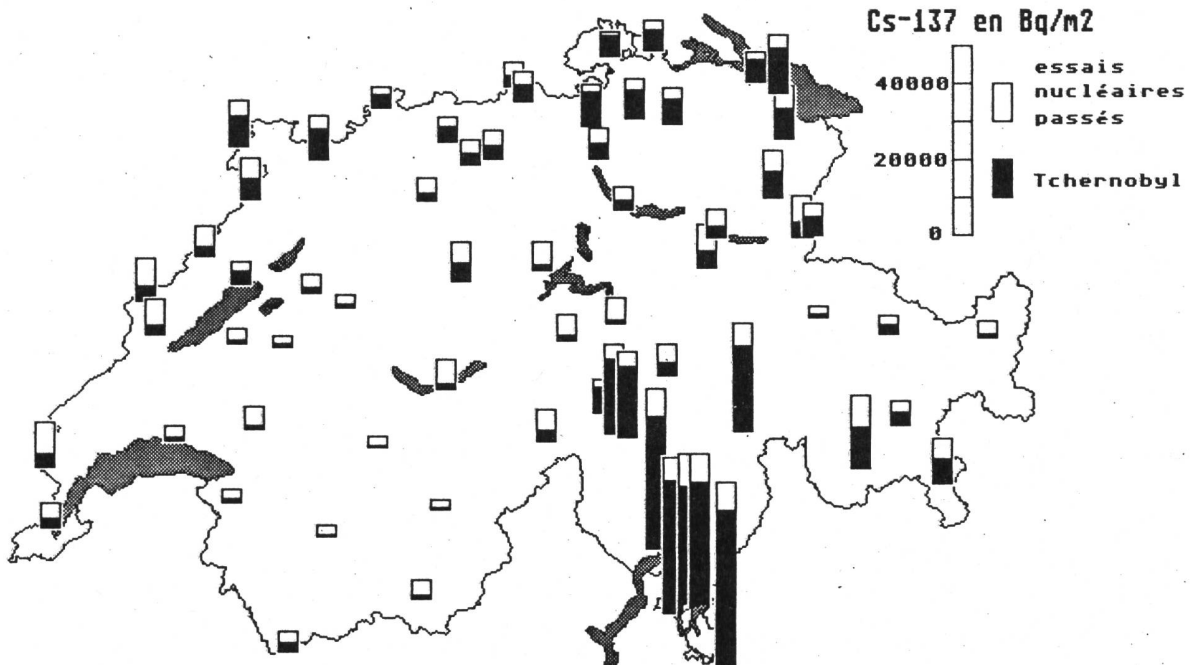 Cs-137 en Bq/m2
essais
40000 nucléaires
passés
20000
Tchernobyl
0